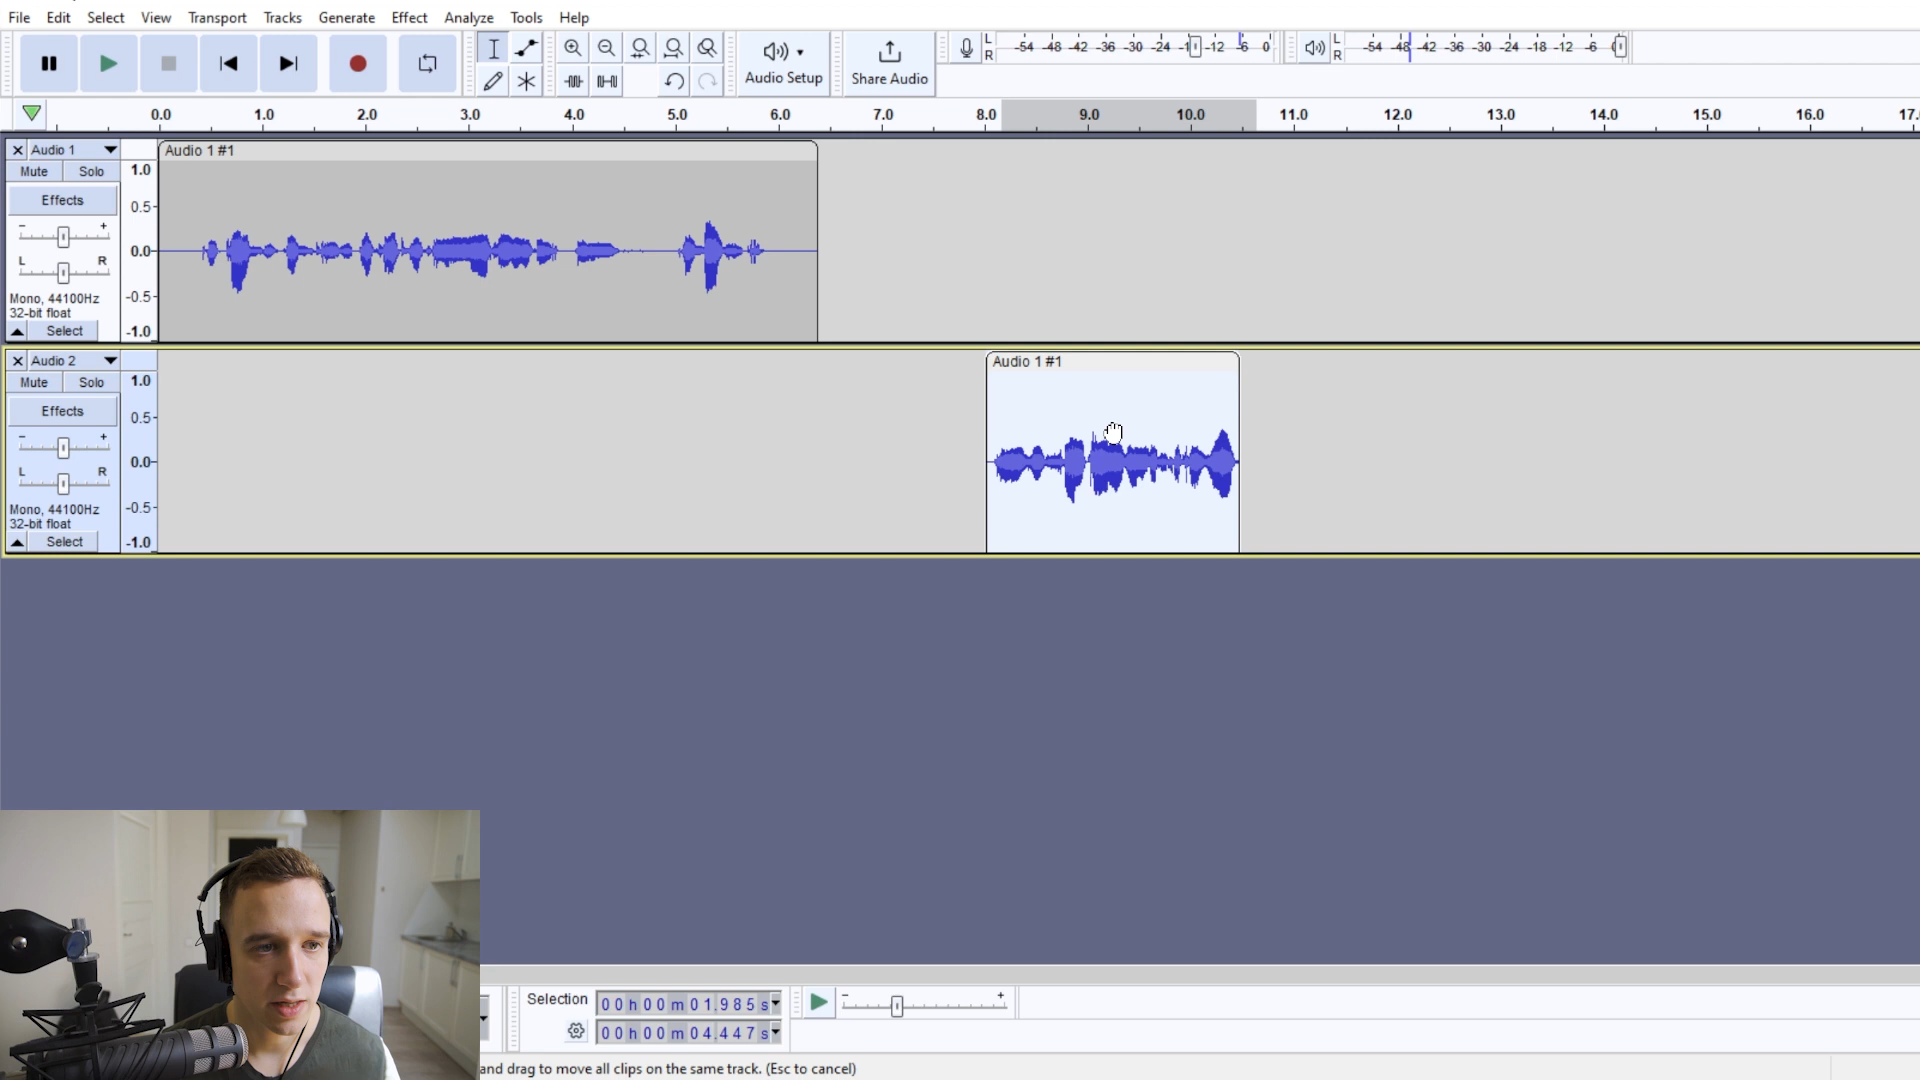 File Edit Select View Transport Tracks Generate Effect Analyze Tools Help
Audio Setup
Share Audio
L
R
-54 -48 -42 -36 -30 -24 -12 -6 0
L
R
-54 -48 -42 -36 -30 -24 -18 -12 -6
0.0 1.0 2.0 3.0 4.0 5.0 6.0 7.0 8.0 9.0 10.0 11.0 12.0 13.0 14.0 15.0 16.0 17.
Audio 1
Audio 1 #1
Mute Solo
Effects
- +
L R
Mono, 44100Hz
32-bit float
Select
1.0
0.5-
0.0-
-0.5-
-1.0
Audio 2
Audio 1 #1
Mute Solo
Effects
- +
L R
Mono, 44100Hz
32-bit float
Select
1.0
0.5-
0.0-
-0.5-
-1.0
Selection
00h00m01.985s
00h00m04.447s
- +
and drag to move all clips on the same track. (Esc to cancel)